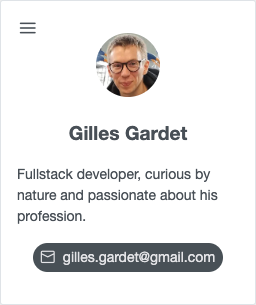 Gilles Gardet
Fullstack developer, curious by
nature and passionate about his
profession.
gilles.gardet@gmail.com